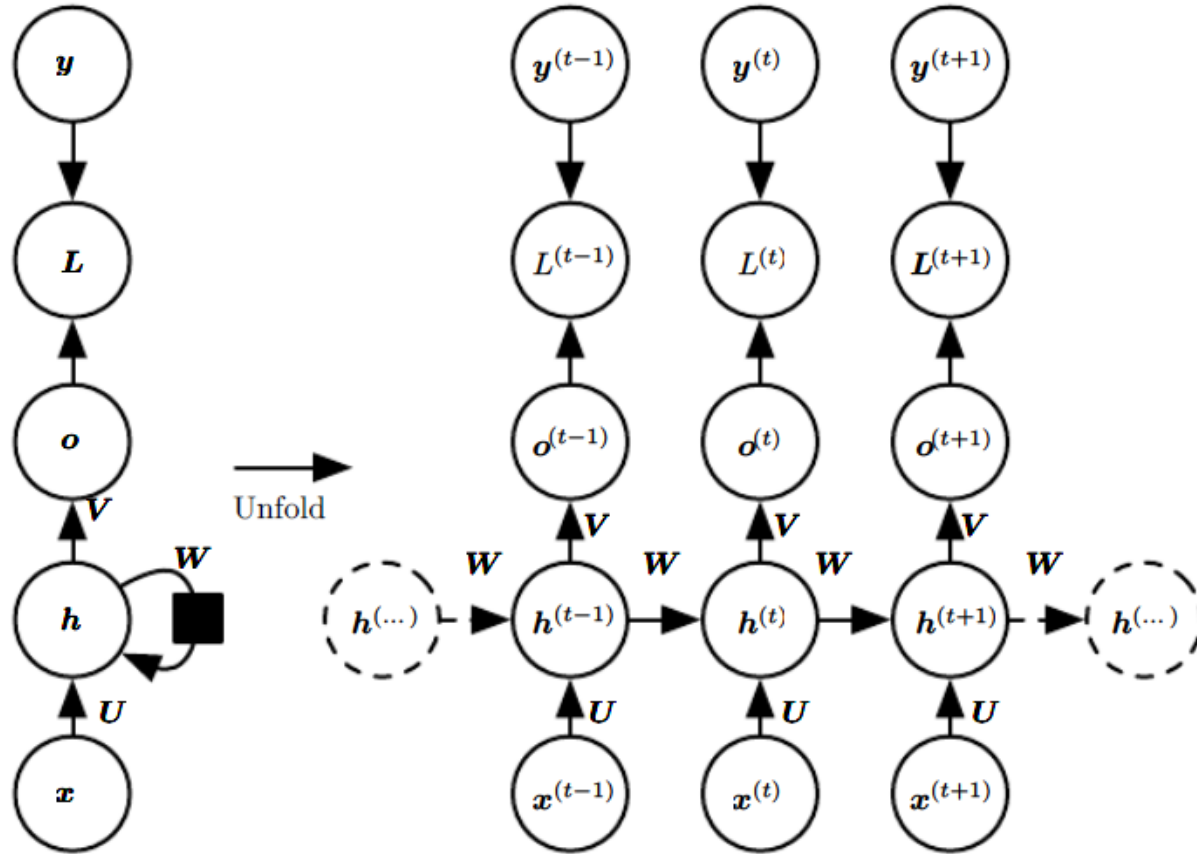 y y^(t−1) y^(t) y^(t+1)
L L^(t−1) L^(t) L^(t+1)
o o^(t−1) o^(t) o^(t+1)
Unfold
V V V V
W W W W W
h h^(...) h^(t−1) h^(t) h^(t+1) h^(...)
U U U U
x x^(t−1) x^(t) x^(t+1)